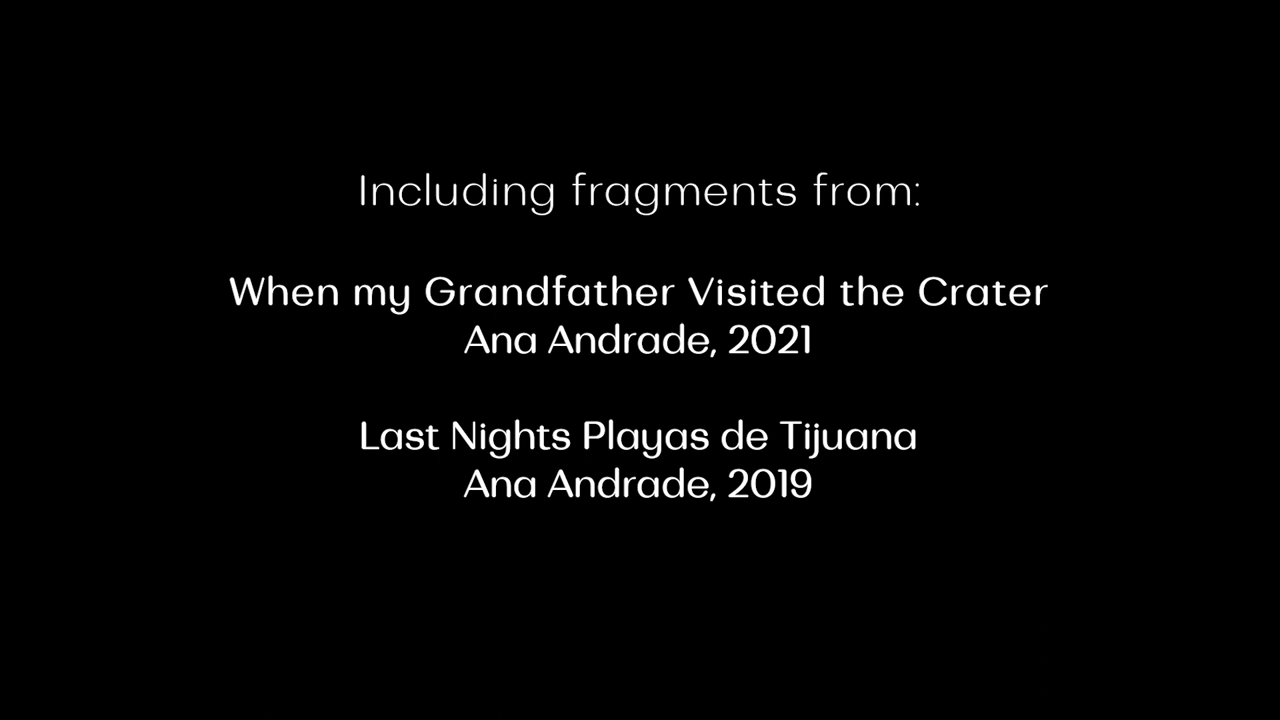 Including fragments from:
When my Grandfather Visited the Crater
Ana Andrade, 2021
Last Nights Playas de Tijuana
Ana Andrade, 2019